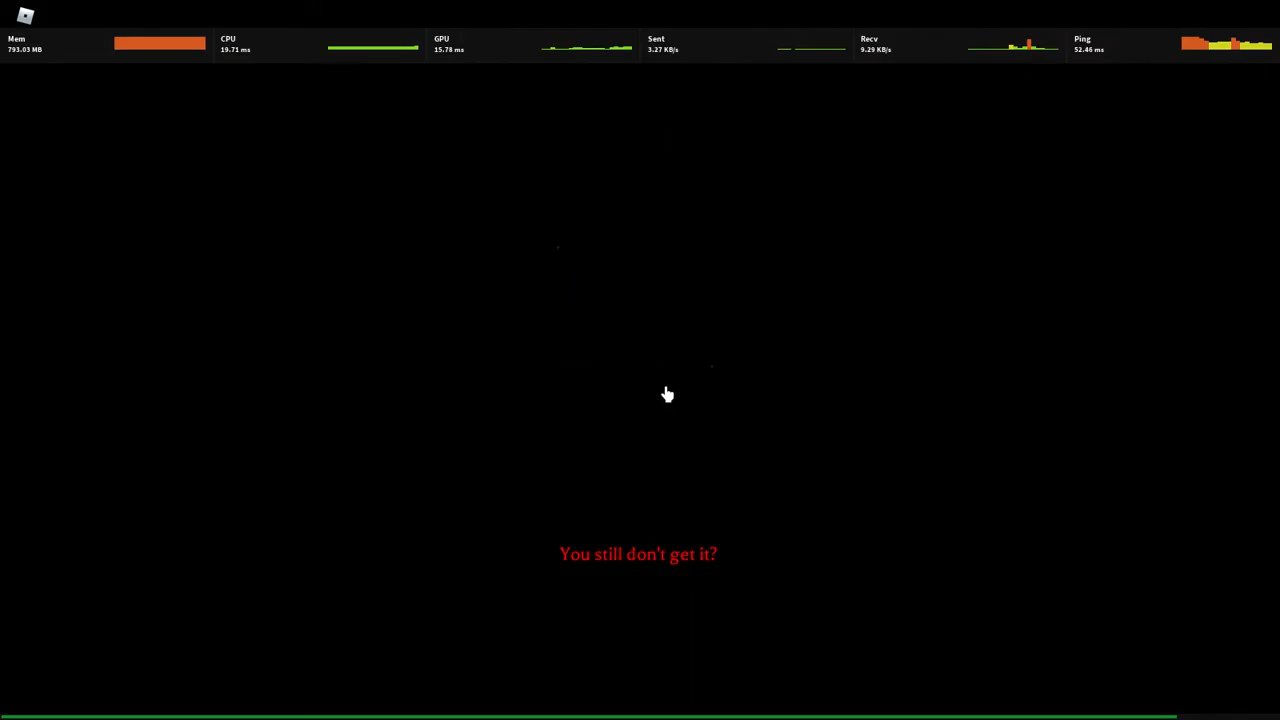 Mem
793.03 MB
CPU
19.71 ms
GPU
15.78 ms
Sent
3.27 KB/s
Recv
9.29 KB/s
Ping
52.46 ms
You still don't get it?